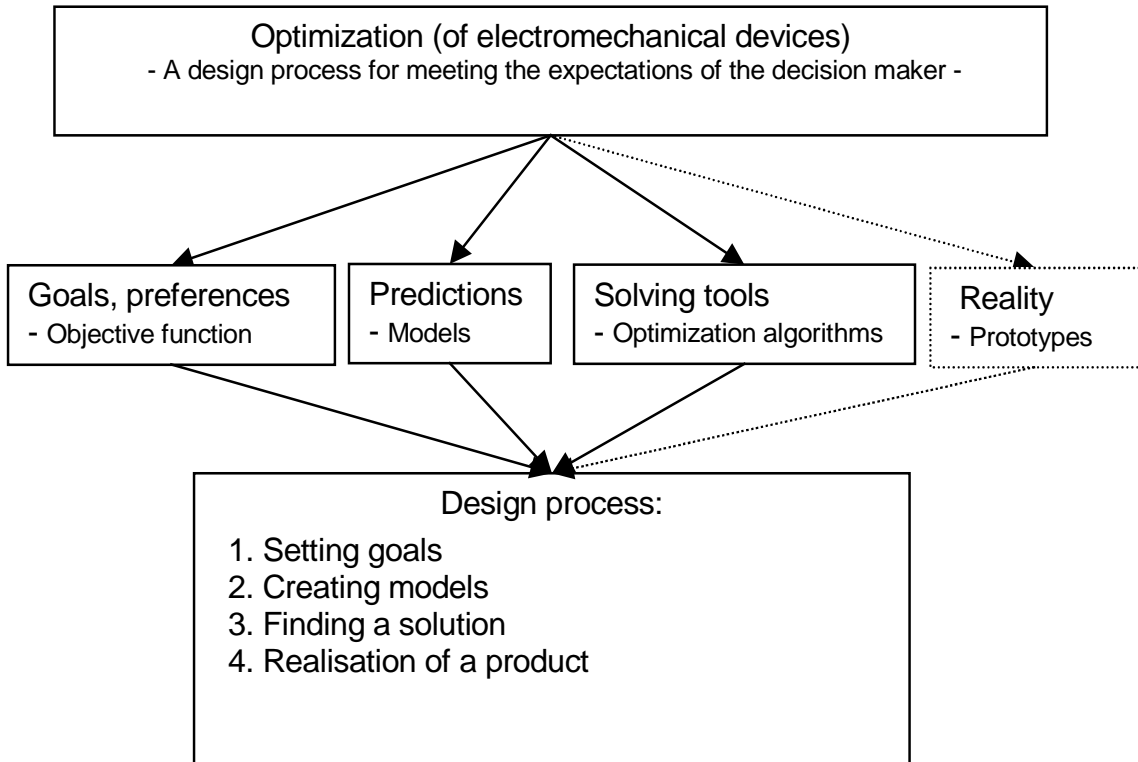 Optimization (of electromechanical devices)
- A design process for meeting the expectations of the decision maker -
Goals, preferences
- Objective function
Predictions
- Models
Solving tools
- Optimization algorithms
Reality
- Prototypes
Design process:
1. Setting goals
2. Creating models
3. Finding a solution
4. Realisation of a product